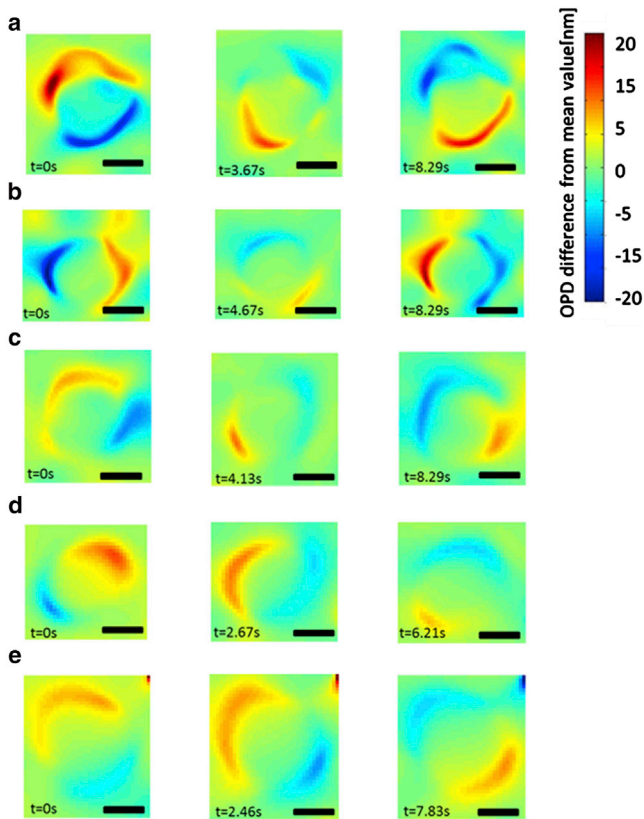 a
t=0s
t=3.67s
t=8.29s
b
t=0s
t=4.67s
t=8.29s
c
t=0s
t=4.13s
t=8.29s
d
t=0s
t=2.67s
t=6.21s
e
t=0s
t=2.46s
t=7.83s
OPD difference from mean value[nm]
20
15
10
5
0
-5
-10
-15
-20